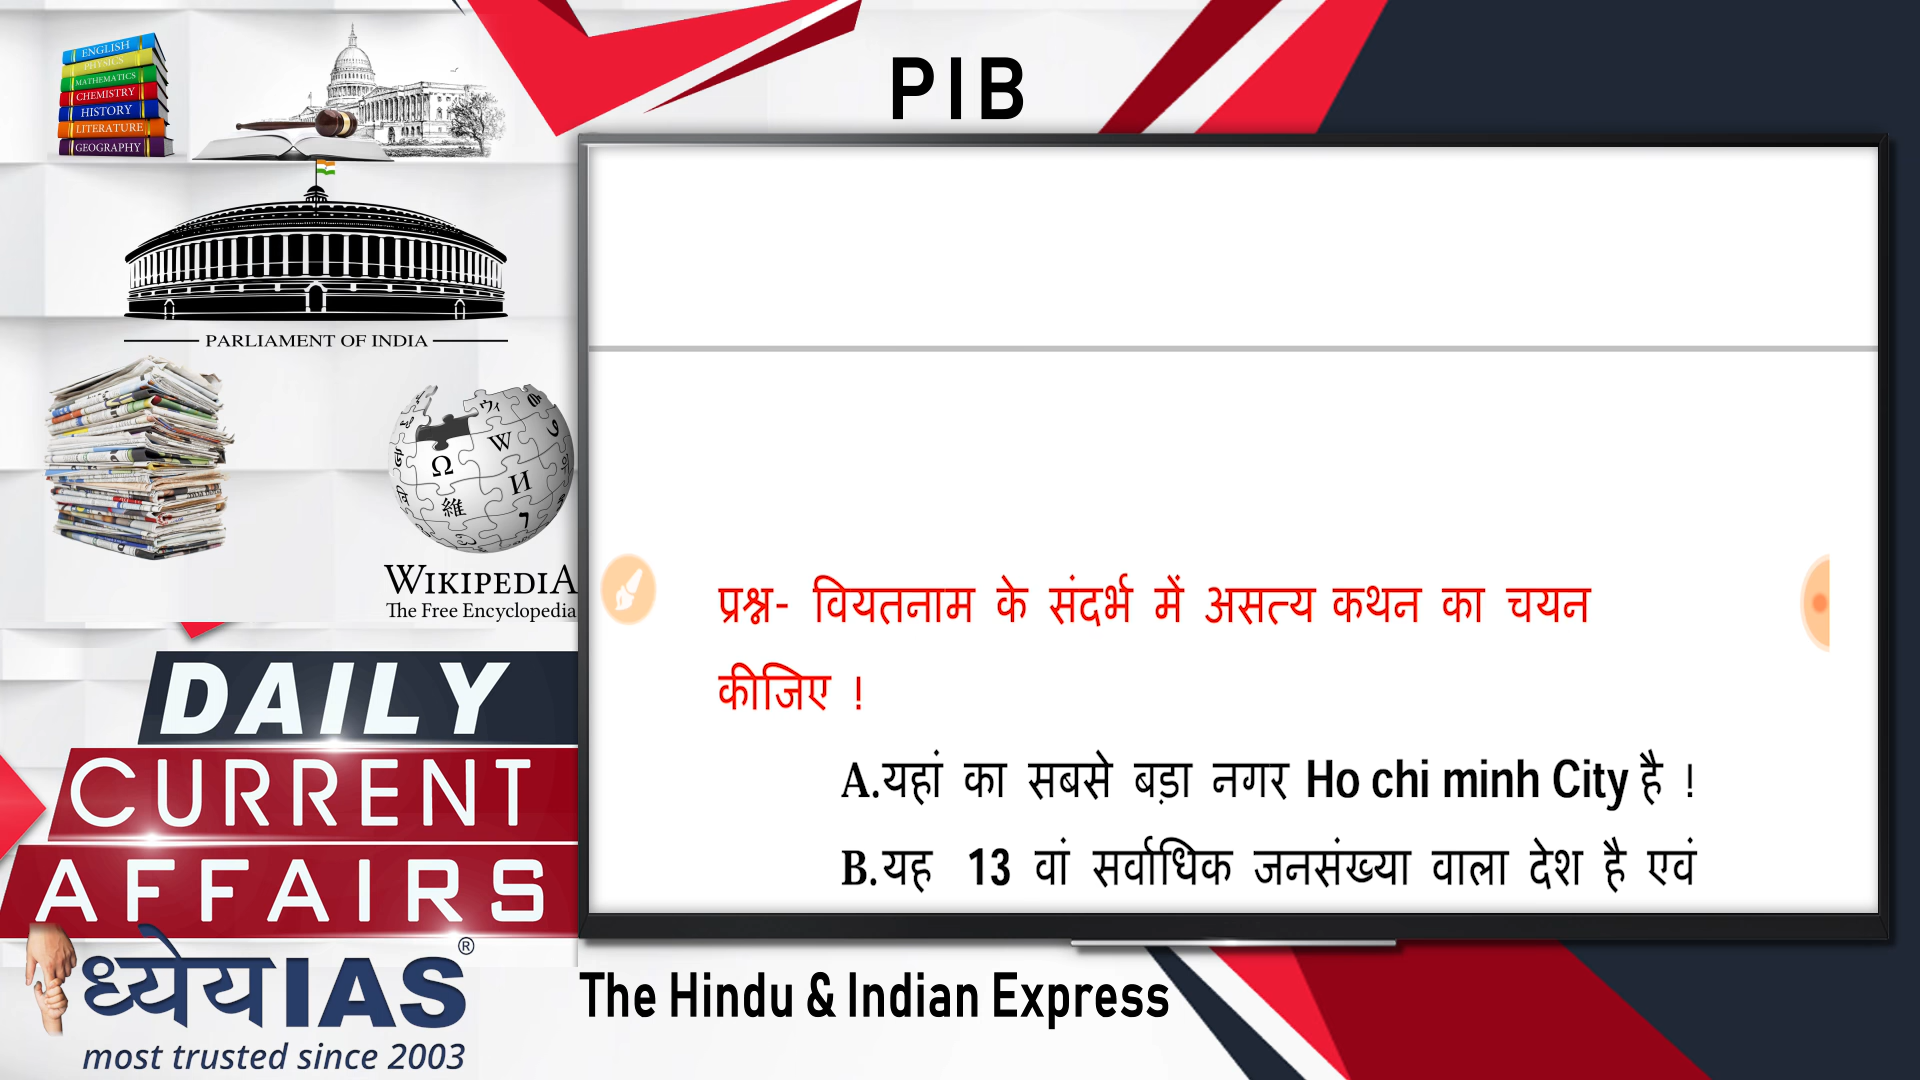 ENGLISH
PHYSICS
MATHEMATICS
CHEMISTRY
HISTORY
LITERATURE
GEOGRAPHY
PARLIAMENT OF INDIA
WIKIPEDIA
The Free Encyclopedia
DAILY
CURRENT
AFFAIRS
ध्येयIAS®
most trusted since 2003
PIB
प्रश्न- वियतनाम के संदर्भ में असत्य कथन का चयन
कीजिए !
A.यहां का सबसे बड़ा नगर Ho chi minh City है !
B.यह 13 वां सर्वाधिक जनसंख्या वाला देश है एवं
The Hindu & Indian Express